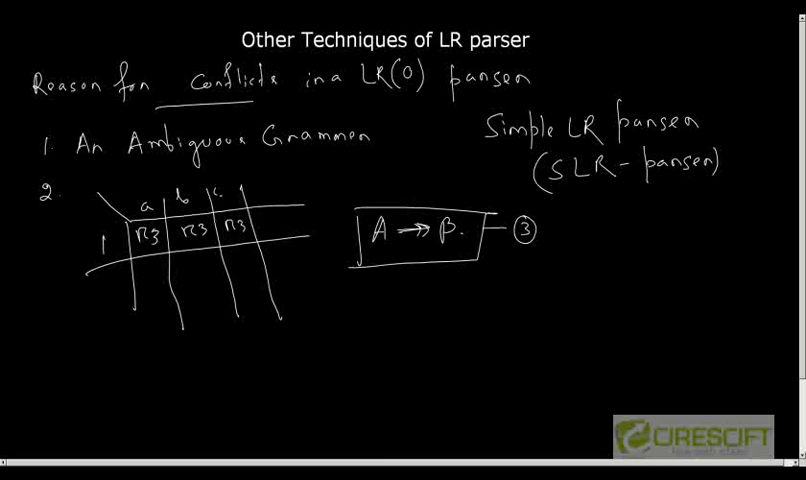 Other Techniques of LR parser
Reason for Conflicts in a LR(0) parser
1. An Ambiguous Grammar
Simple LR parser
(SLR - parser)
2.
a b c
1 R3 R3 R3
A → β. 3
CIRESCIFT